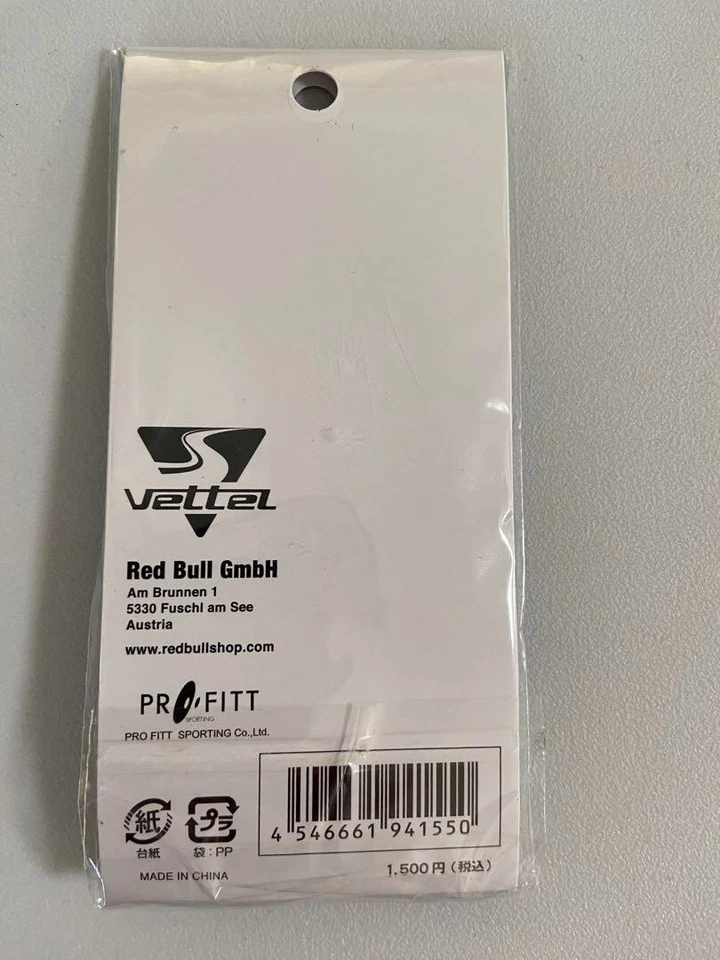 Vettel
Red Bull GmbH
Am Brunnen 1
5330 Fuschl am See
Austria
www.redbullshop.com
PROFITT
SPORTING
PRO FITT SPORTING Co.,Ltd.
紙
プラ
台紙
袋:PP
4 546661 941550
MADE IN CHINA
1,500円(税込)